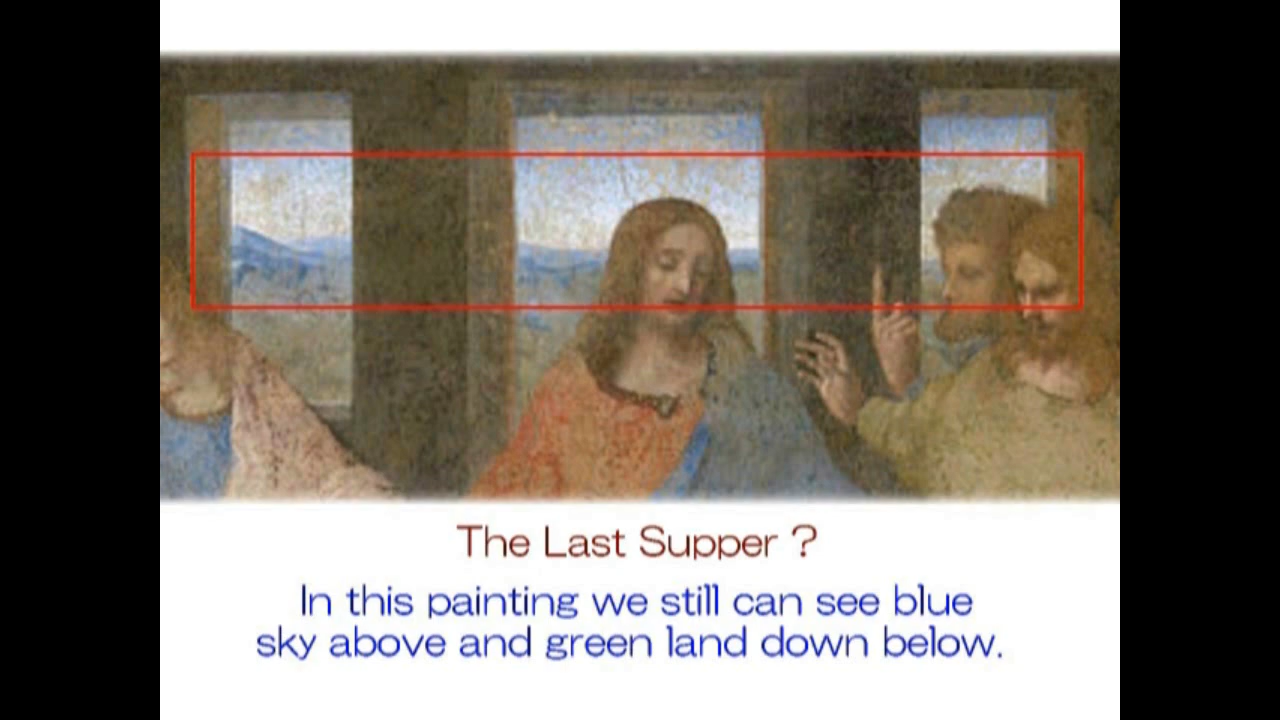 The Last Supper ?
In this painting we still can see blue
sky above and green land down below.